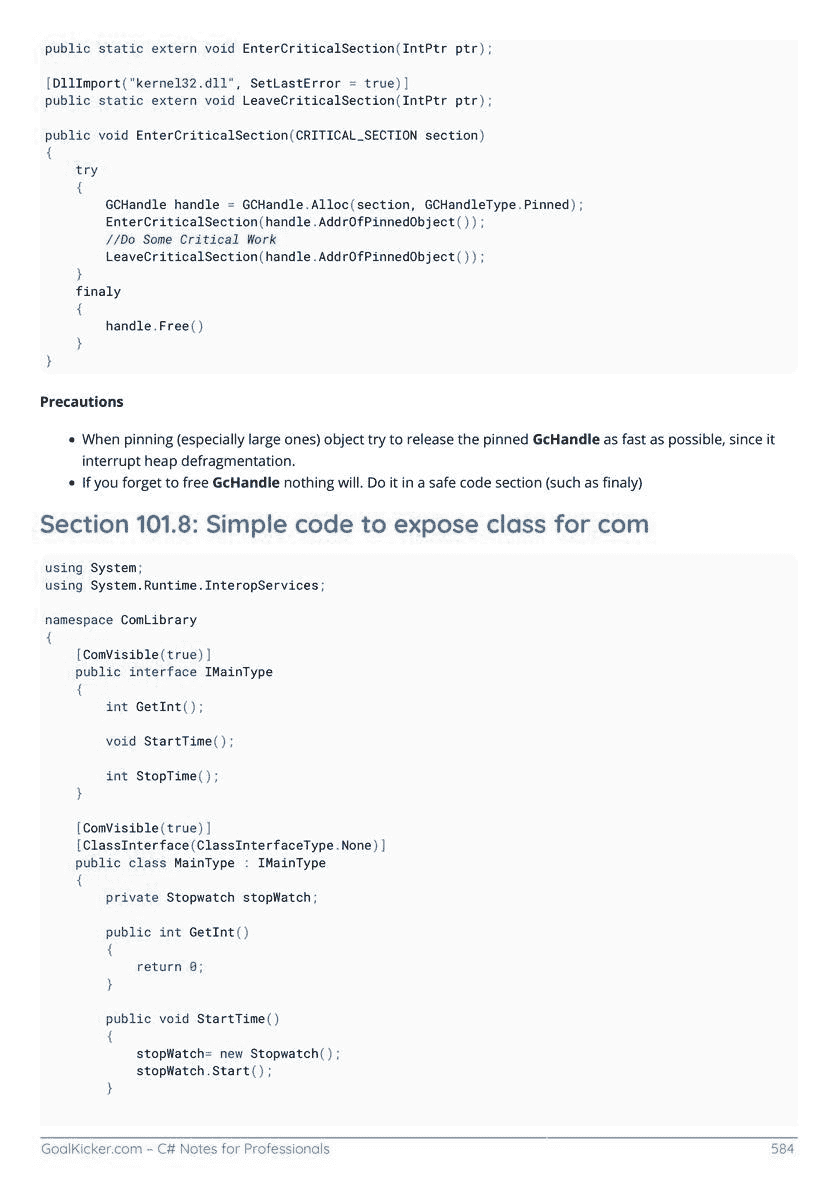 public static extern void EnterCriticalSection(IntPtr ptr);

[DllImport("kernel32.dll", SetLastError = true)]
public static extern void LeaveCriticalSection(IntPtr ptr);

public void EnterCriticalSection(CRITICAL_SECTION section)
{
    try
    {
        GCHandle handle = GCHandle.Alloc(section, GCHandleType.Pinned);
        EnterCriticalSection(handle.AddrOfPinnedObject());
        //Do Some Critical Work
        LeaveCriticalSection(handle.AddrOfPinnedObject());
    }
    finaly
    {
        handle.Free()
    }
}
Precautions
• When pinning (especially large ones) object try to release the pinned GcHandle as fast as possible, since it
interrupt heap defragmentation.
• If you forget to free GcHandle nothing will. Do it in a safe code section (such as finaly)
Section 101.8: Simple code to expose class for com
using System;
using System.Runtime.InteropServices;

namespace ComLibrary
{
    [ComVisible(true)]
    public interface IMainType
    {
        int GetInt();

        void StartTime();

        int StopTime();
    }

    [ComVisible(true)]
    [ClassInterface(ClassInterfaceType.None)]
    public class MainType : IMainType
    {
        private Stopwatch stopWatch;

        public int GetInt()
        {
            return 0;
        }

        public void StartTime()
        {
            stopWatch= new Stopwatch();
            stopWatch.Start();
        }
GoalKicker.com – C# Notes for Professionals
584